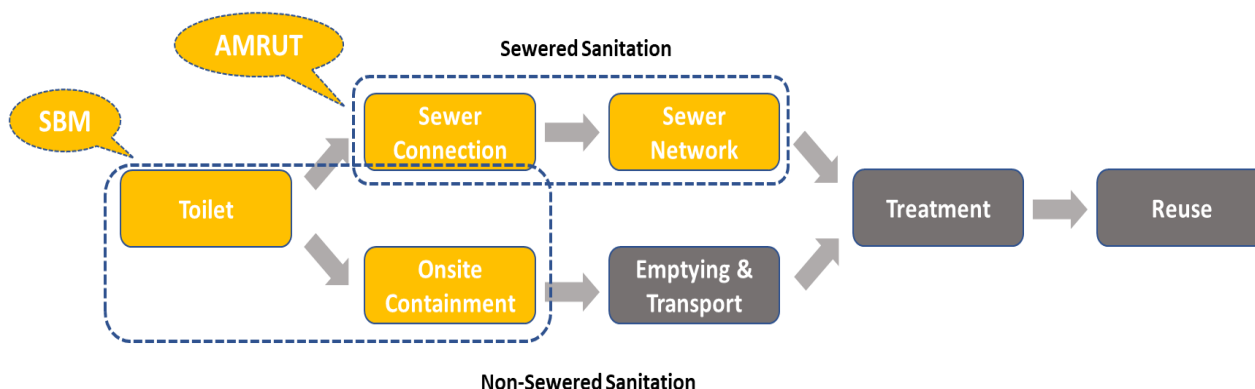 AMRUT
Sewered Sanitation
SBM
Sewer
Connection
Sewer
Network
Toilet
Treatment
Reuse
Onsite
Containment
Emptying &
Transport
Non-Sewered Sanitation